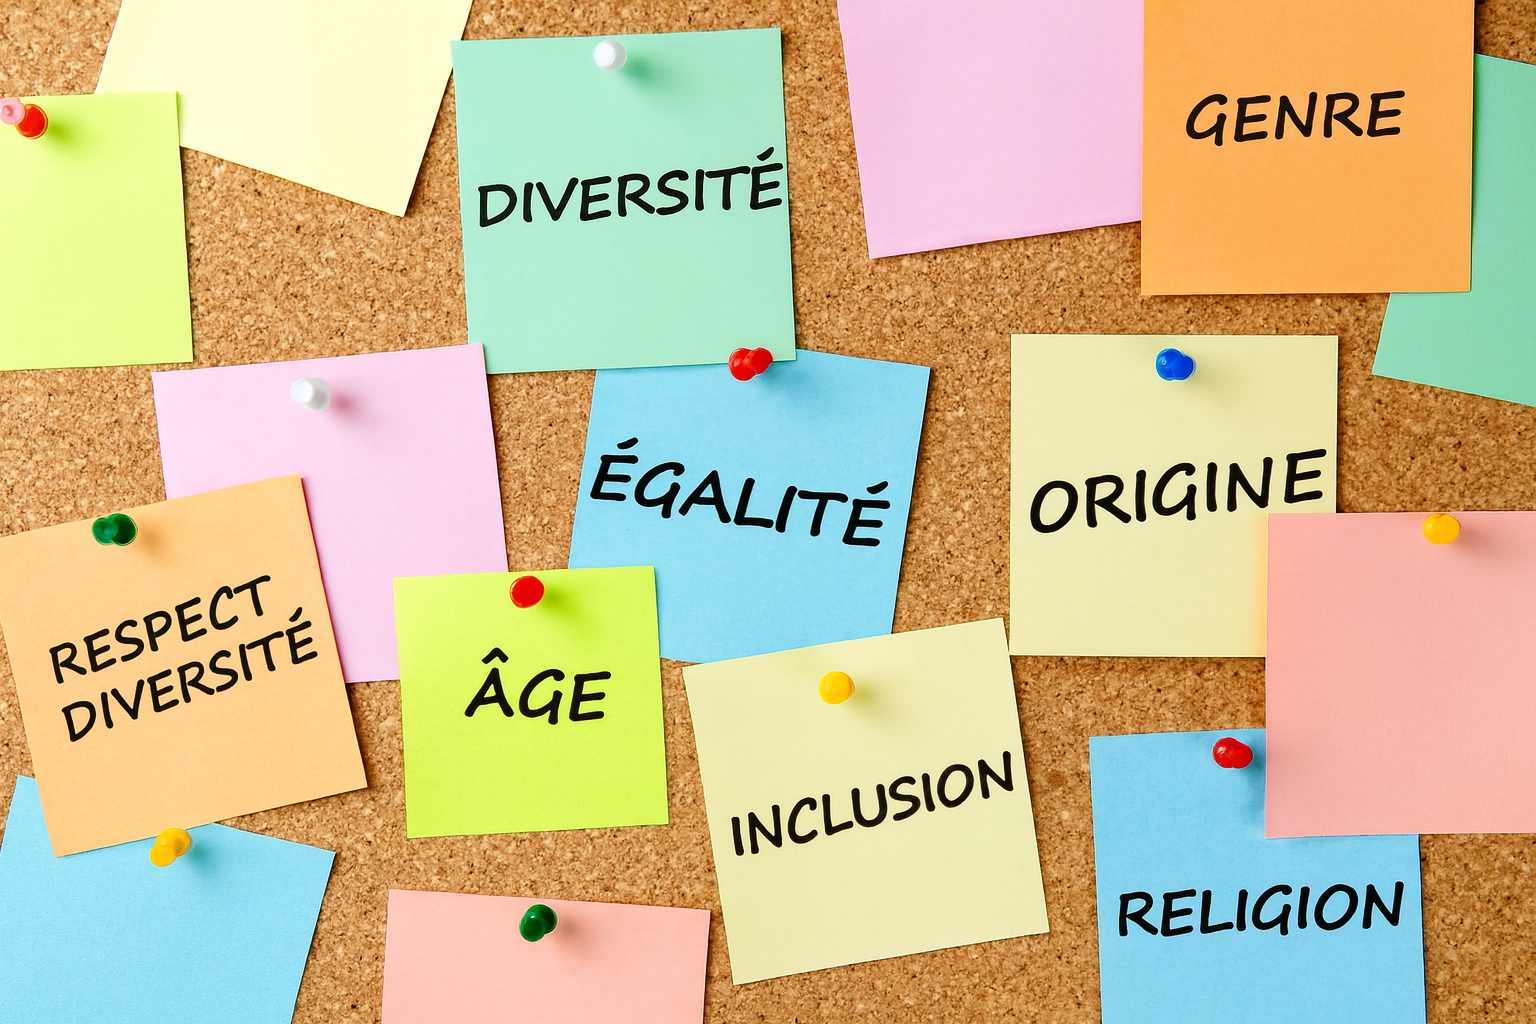 GENRE
DIVERSITÉ
ÉGALITÉ
ORIGINE
RESPECT
DIVERSITÉ
ÂGE
INCLUSION
RELIGION